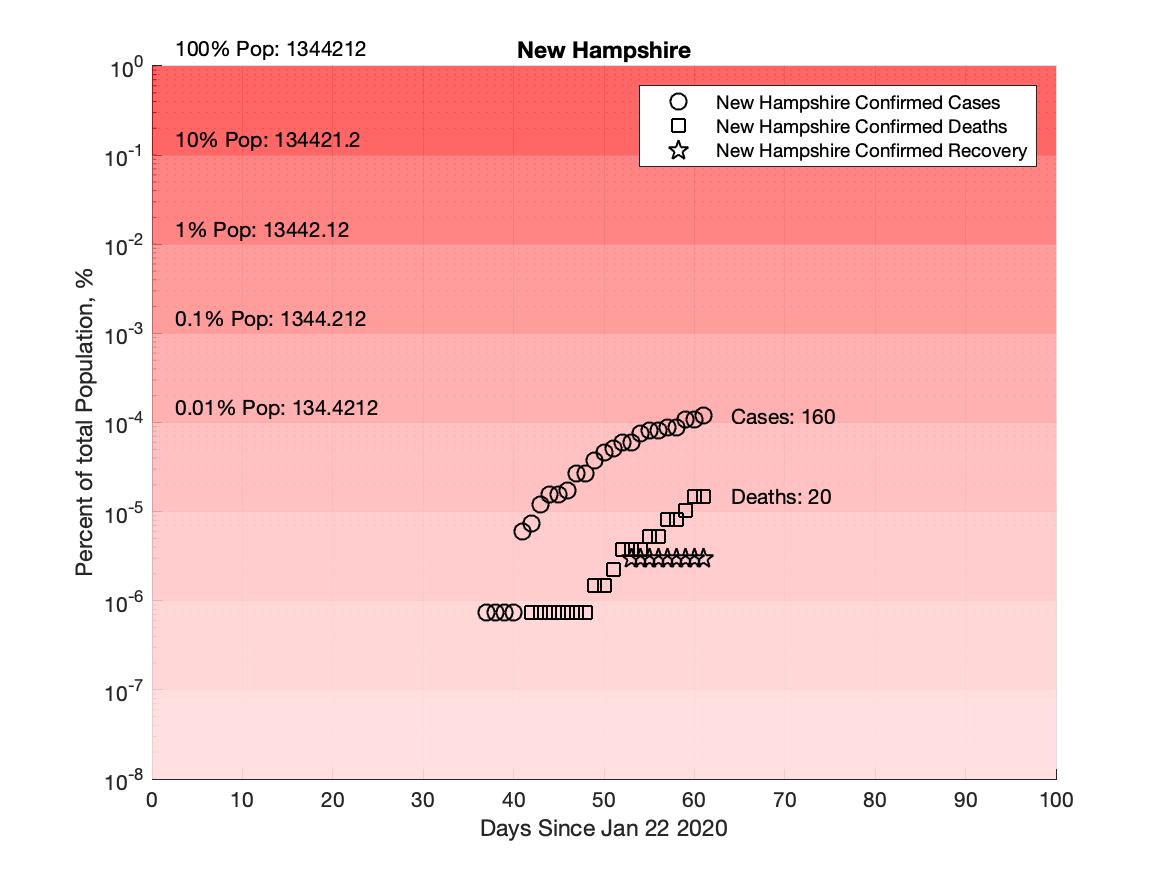 New Hampshire
100% Pop: 1344212
10% Pop: 134421.2
1% Pop: 13442.12
0.1% Pop: 1344.212
0.01% Pop: 134.4212
New Hampshire Confirmed Cases
New Hampshire Confirmed Deaths
New Hampshire Confirmed Recovery
Cases: 160
Deaths: 20
Percent of total Population, %
10^0
10^-1
10^-2
10^-3
10^-4
10^-5
10^-6
10^-7
10^-8
0 10 20 30 40 50 60 70 80 90 100
Days Since Jan 22 2020